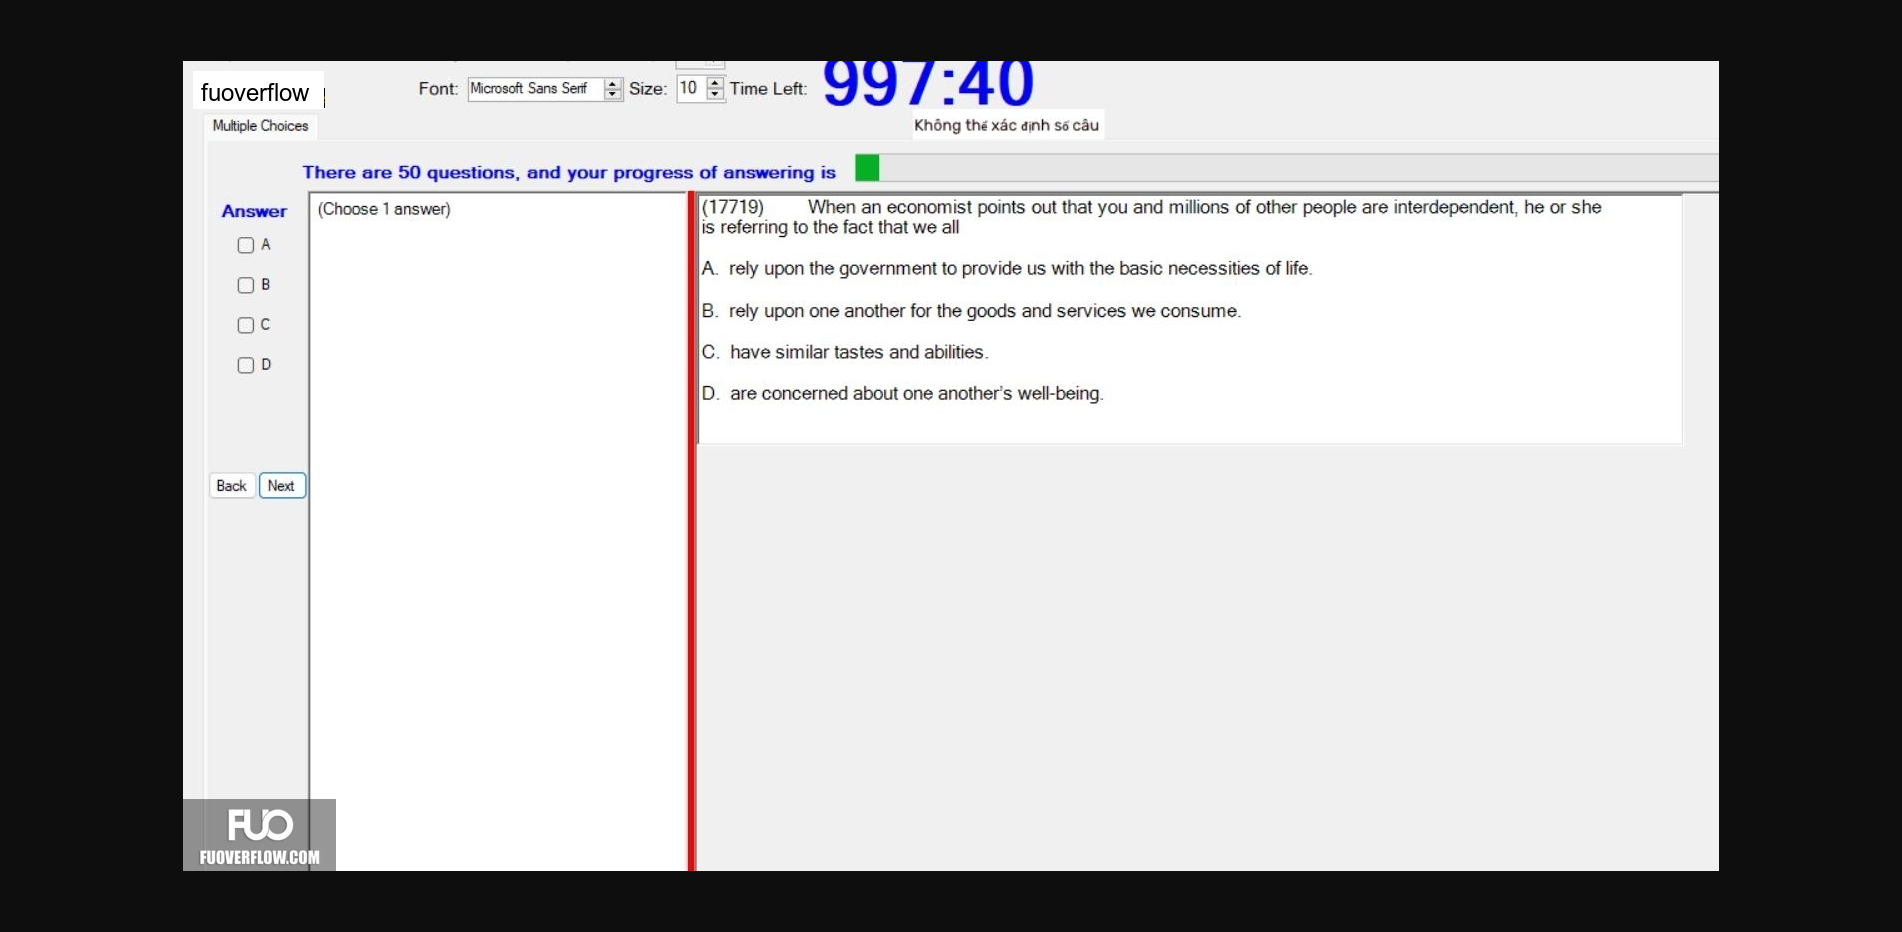 fuoverflow
Font: Microsoft Sans Serif Size: 10 Time Left: 997:40
Multiple Choices
Không thể xác định số câu
There are 50 questions, and your progress of answering is
Answer
(Choose 1 answer)
A
B
C
D
Back Next
(17719) When an economist points out that you and millions of other people are interdependent, he or she
is referring to the fact that we all
A. rely upon the government to provide us with the basic necessities of life.
B. rely upon one another for the goods and services we consume.
C. have similar tastes and abilities.
D. are concerned about one another's well-being.
FUO
FUOVERFLOW.COM